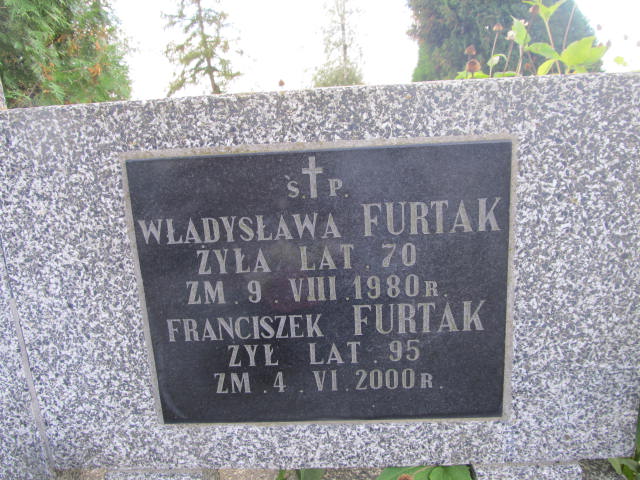 Ś. P.
WŁADYSŁAWA FURTAK
ŻYŁA LAT 70
ZM. 9. VIII. 1980 R.
FRANCISZEK FURTAK
ŻYŁ LAT 95
ZM. 4. VI. 2000 R.